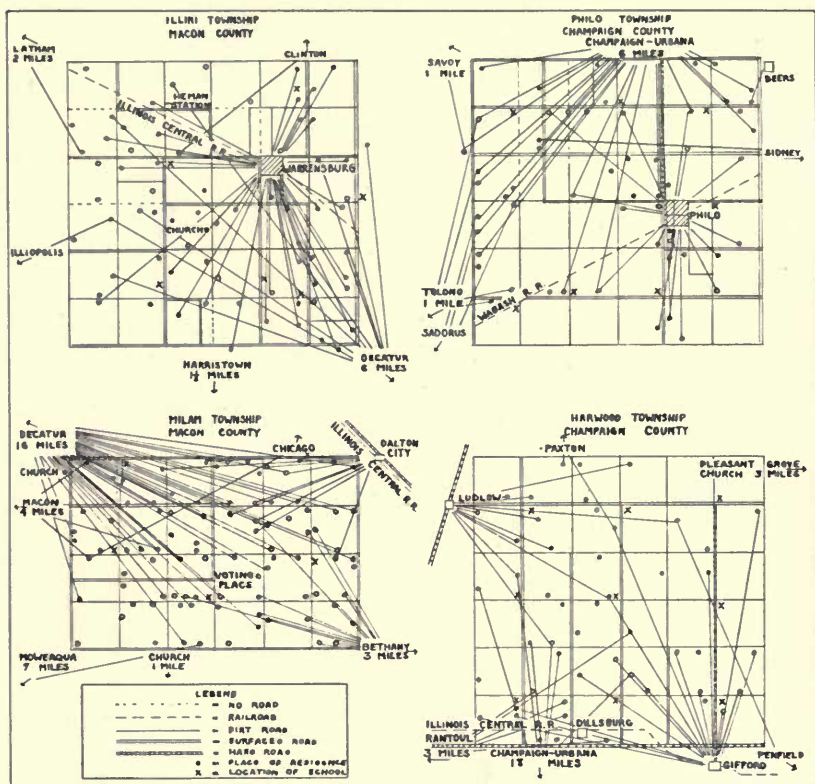 ILLINI TOWNSHIP
MACON COUNTY
LATHAM
2 MILES
CLINTON
HEMAN
STATION
ILLINOIS CENTRAL R.R.
WARRENSBURG
CHURCH
ILLIOPOLIS
HARRISTOWN
1½ MILES
DECATUR
6 MILES
PHILO TOWNSHIP
CHAMPAIGN COUNTY
CHAMPAIGN-URBANA
6 MILES
SAVOY
1 MILE
DEERS
SIDNEY
PHILO
TOLONO
1 MILE
WABASH R.R.
SADORUS
MILAM TOWNSHIP
MACON COUNTY
DECATUR
16 MILES
CHICAGO
DALTON
CITY
ILLINOIS CENTRAL R.R.
CHURCH
MACON
4 MILES
VOTING
PLACE
BETHANY
3 MILES
MOWEAQUA
7 MILES
CHURCH
1 MILE
LEGEND
= NO ROAD
= RAILROAD
= DIRT ROAD
= SURFACED ROAD
= HARD ROAD
= PLACE OF RESIDENCE
X = LOCATION OF SCHOOL
HARWOOD TOWNSHIP
CHAMPAIGN COUNTY
PAXTON
PLEASANT GROVE
CHURCH 3 MILES
LUDLOW
ILLINOIS CENTRAL R.R.
DILLSBURG
RANTOUL
MILES
CHAMPAIGN-URBANA
MILES
GIFFORD
PENFIELD